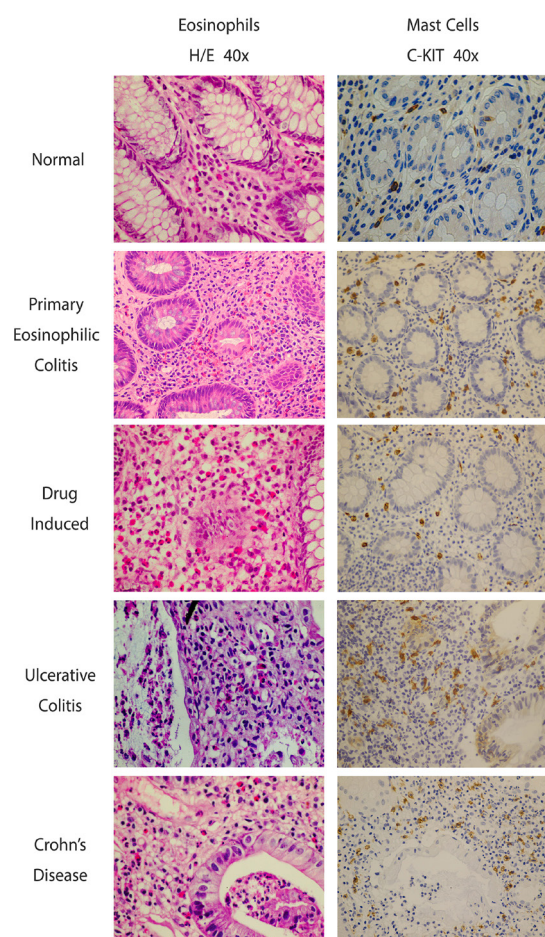 Eosinophils
H/E 40x
Mast Cells
C-KIT 40x
Normal
Primary
Eosinophilic
Colitis
Drug
Induced
Ulcerative
Colitis
Crohn's
Disease